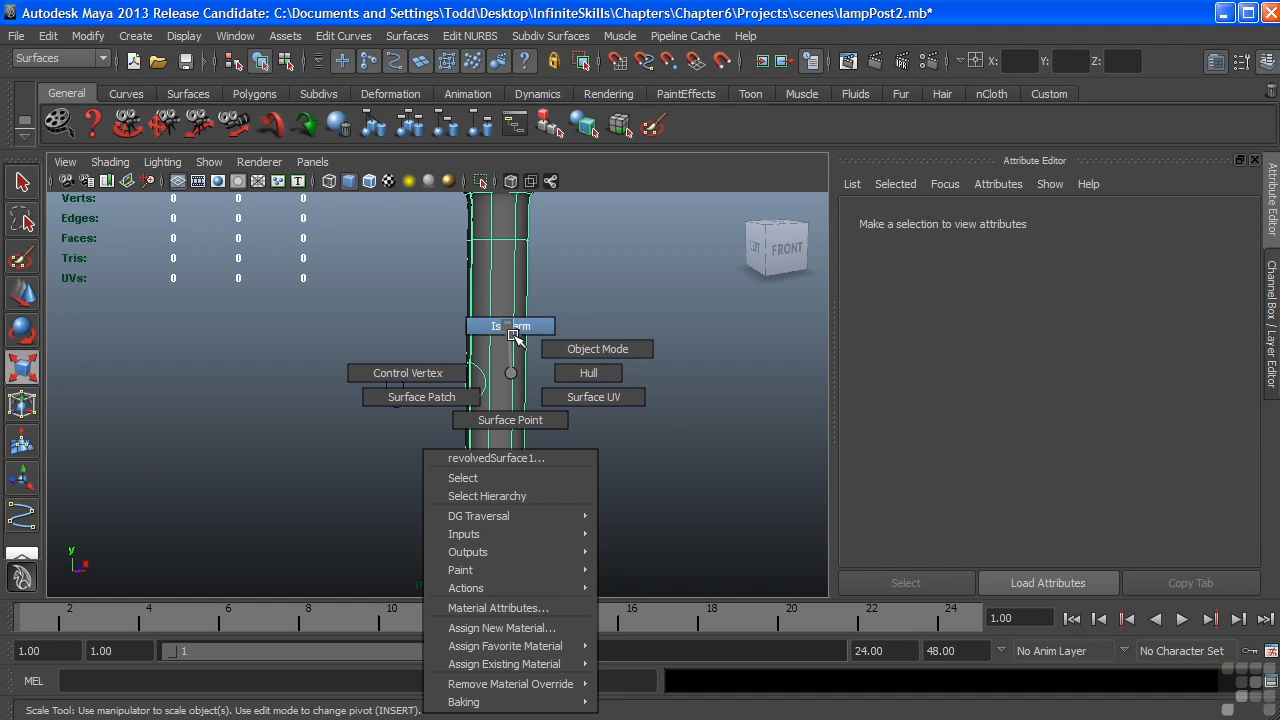 Autodesk Maya 2013 Release Candidate: C:\Documents and Settings\Todd\Desktop\InfiniteSkills\Chapters\Chapter6\Projects\scenes\lampPost2.mb*
File Edit Modify Create Display Window Assets Edit Curves Surfaces Edit NURBS Subdiv Surfaces Muscle Pipeline Cache Help
Surfaces X: Y: Z:
General Curves Surfaces Polygons Subdivs Deformation Animation Dynamics Rendering PaintEffects Toon Muscle Fluids Fur Hair nCloth Custom
View Shading Lighting Show Renderer Panels
Attribute Editor
List Selected Focus Attributes Show Help
Make a selection to view attributes
Verts: 0 0 0
Edges: 0 0 0
Faces: 0 0 0
Tris: 0 0 0
UVs: 0 0 0
LEFT FRONT
Attribute Editor
Channel Box / Layer Editor
Object Mode
Control Vertex Hull
Surface Patch Surface UV
Surface Point
revolvedSurface1...
Select
Select Hierarchy
DG Traversal
Inputs
Outputs
Paint
Actions
Material Attributes...
Assign New Material...
Assign Favorite Material
Assign Existing Material
Remove Material Override
Baking
y
x
Select Load Attributes Copy Tab
2 4 6 8 10 16 18 20 22 24 1.00
1.00 1.00 1 24.00 48.00 No Anim Layer No Character Set
MEL
Scale Tool: Use manipulator to scale object(s). Use edit mode to change pivot (INSERT).